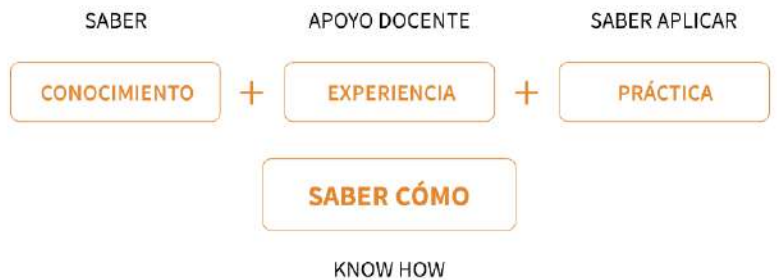 SABER APOYO DOCENTE SABER APLICAR
CONOCIMIENTO + EXPERIENCIA + PRÁCTICA
SABER CÓMO
KNOW HOW